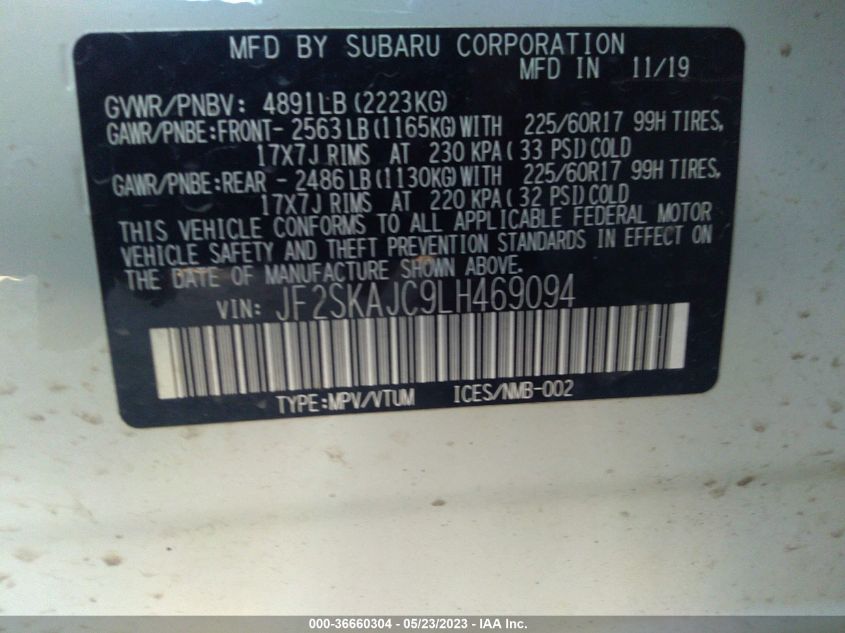 MFD BY SUBARU CORPORATION
MFD IN 11/19
GVWR/PNBV: 4891LB (2223KG)
GAWR/PNBE:FRONT- 2563 LB (1165KG) WITH 225/60R17 99H TIRES,
17X7J RIMS AT 230 KPA ( 33 PSI) COLD
GAWR/PNBE:REAR - 2486 LB (1130KG) WITH 225/60R17 99H TIRES,
17X7J RIMS AT 220 KPA ( 32 PSI) COLD
THIS VEHICLE CONFORMS TO ALL APPLICABLE FEDERAL MOTOR
VEHICLE SAFETY AND THEFT PREVENTION STANDARDS IN EFFECT ON
THE DATE OF MANUFACTURE SHOWN ABOVE.
VIN: JF2SKAJC9LH469094
TYPE:MPV/VTUM ICES/NMB-002
000-36660304 - 05/23/2023 - IAA Inc.